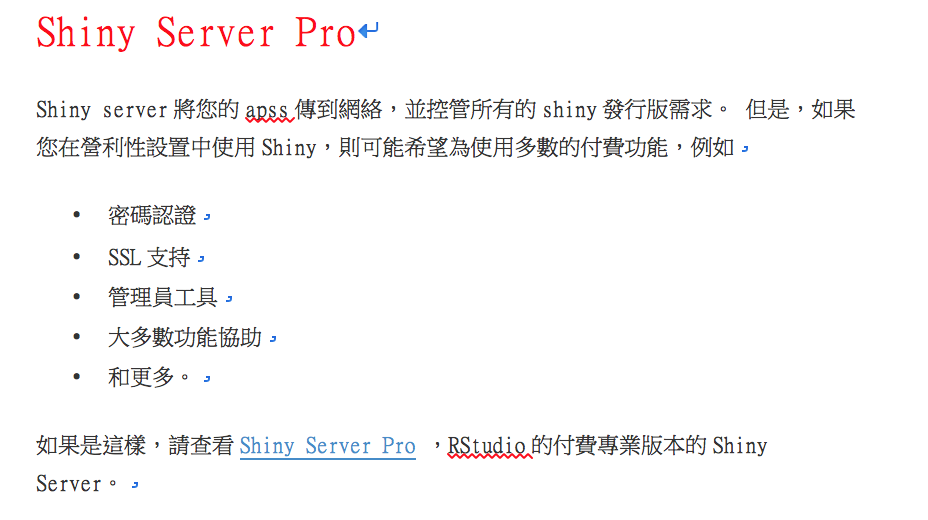 Shiny Server Pro
Shiny server 將您的 apss 傳到網絡，並控管所有的 shiny 發行版需求。 但是，如果
您在營利性設置中使用 Shiny，則可能希望為使用多數的付費功能，例如
• 密碼認證
• SSL 支持
• 管理員工具
• 大多數功能協助
• 和更多。
如果是這樣，請查看 Shiny Server Pro ，RStudio 的付費專業版本的 Shiny
Server。